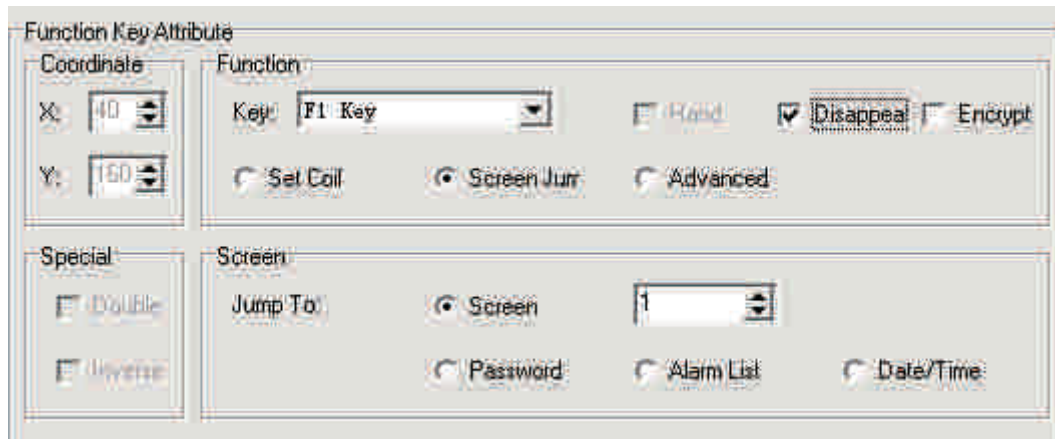 Function Key Attribute
Coordinate
Function
X: 40
Key: F1 Key
Hand
Disappeal
Encrypt
Y: 160
Set Coil
Screen Jum
Advanced
Special
Screen
Double
Jump To:
Screen
1
Inverse
Password
Alarm List
Date/Time